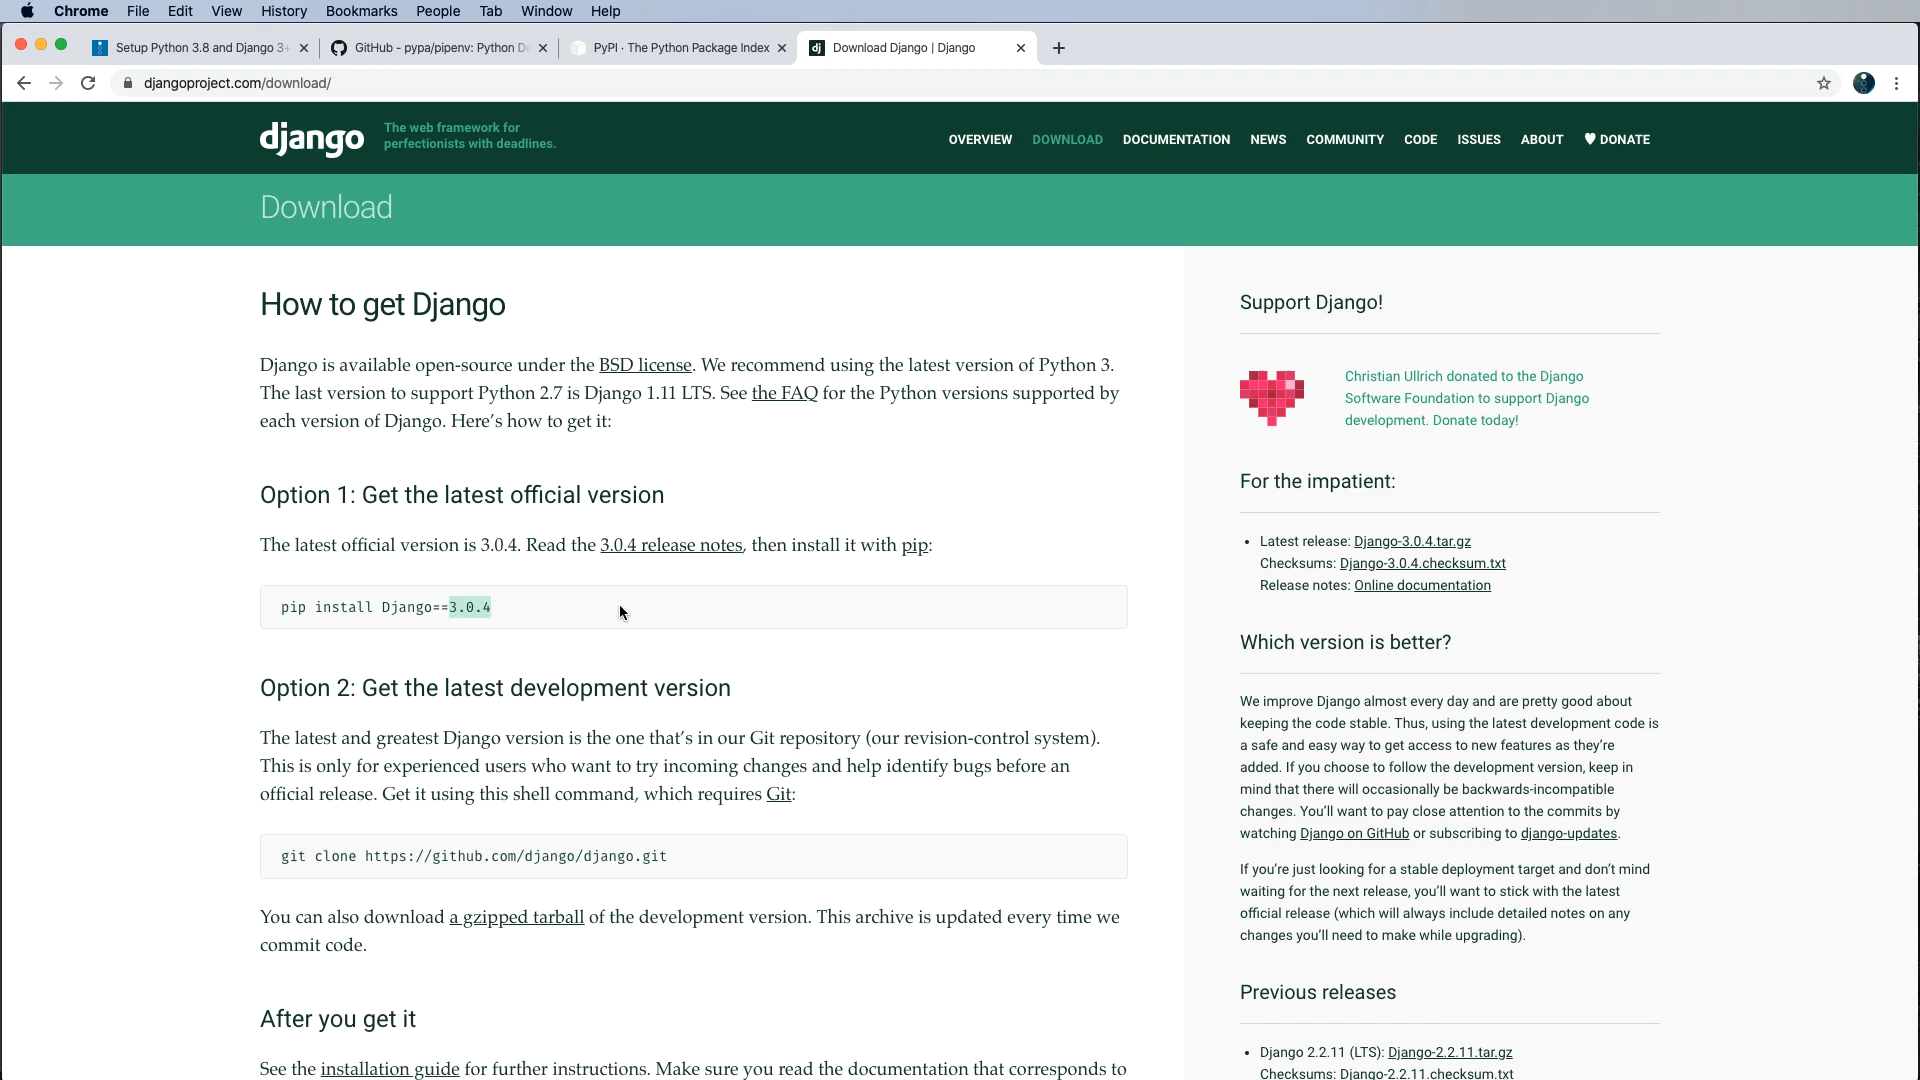 Chrome File Edit View History Bookmarks People Tab Window Help
Setup Python 3.8 and Django 3+ GitHub - pypa/pipenv: Python De PyPI · The Python Package Index dj Download Django | Django
djangoproject.com/download/
django
The web framework for
perfectionists with deadlines.
OVERVIEW DOWNLOAD DOCUMENTATION NEWS COMMUNITY CODE ISSUES ABOUT ♥ DONATE
Download
How to get Django
Django is available open-source under the BSD license. We recommend using the latest version of Python 3.
The last version to support Python 2.7 is Django 1.11 LTS. See the FAQ for the Python versions supported by
each version of Django. Here’s how to get it:
Option 1: Get the latest official version
The latest official version is 3.0.4. Read the 3.0.4 release notes, then install it with pip:
pip install Django==3.0.4
Option 2: Get the latest development version
The latest and greatest Django version is the one that’s in our Git repository (our revision-control system).
This is only for experienced users who want to try incoming changes and help identify bugs before an
official release. Get it using this shell command, which requires Git:
git clone https://github.com/django/django.git
You can also download a gzipped tarball of the development version. This archive is updated every time we
commit code.
After you get it
See the installation guide for further instructions. Make sure you read the documentation that corresponds to
Support Django!
Christian Ullrich donated to the Django
Software Foundation to support Django
development. Donate today!
For the impatient:
• Latest release: Django-3.0.4.tar.gz
Checksums: Django-3.0.4.checksum.txt
Release notes: Online documentation
Which version is better?
We improve Django almost every day and are pretty good about
keeping the code stable. Thus, using the latest development code is
a safe and easy way to get access to new features as they’re
added. If you choose to follow the development version, keep in
mind that there will occasionally be backwards-incompatible
changes. You’ll want to pay close attention to the commits by
watching Django on GitHub or subscribing to django-updates.
If you’re just looking for a stable deployment target and don’t mind
waiting for the next release, you’ll want to stick with the latest
official release (which will always include detailed notes on any
changes you’ll need to make while upgrading).
Previous releases
• Django 2.2.11 (LTS): Django-2.2.11.tar.gz
Checksums: Django-2.2.11.checksum.txt